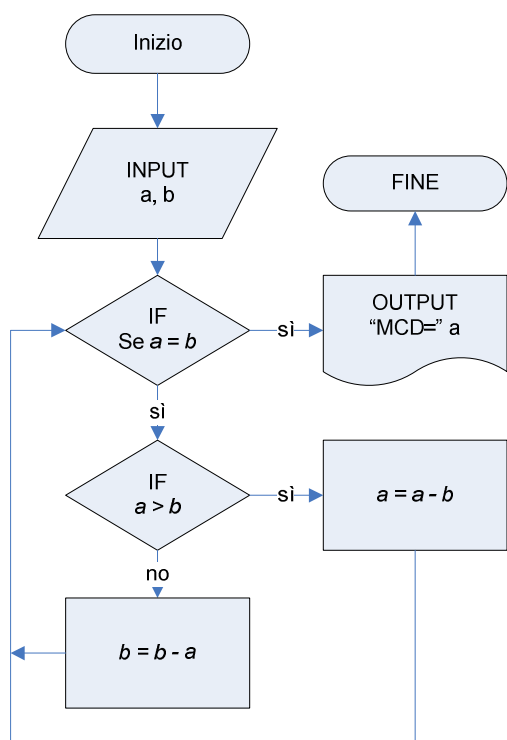 Inizio
INPUT
a, b
FINE
IF
Se a = b
sì
OUTPUT
“MCD=” a
sì
IF
a > b
sì
a = a - b
no
b = b - a